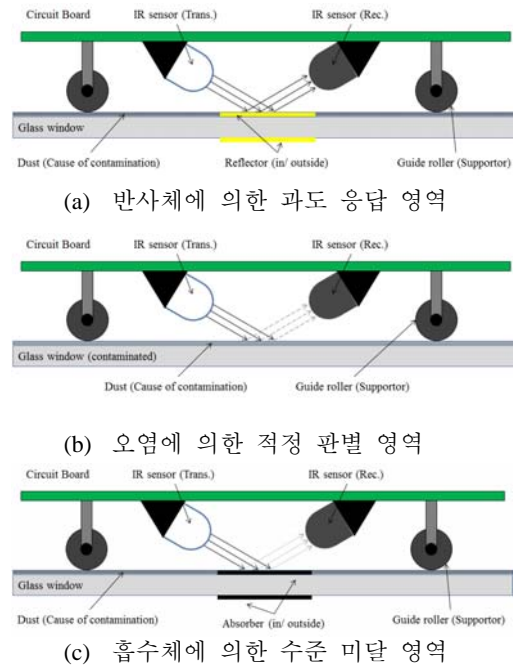 Circuit Board IR sensor (Trans.) IR sensor (Rec.)
Glass window
Dust (Cause of contamination) Reflector (in/ outside) Guide roller (Supportor)
(a) 반사체에 의한 과도 응답 영역
Circuit Board IR sensor (Trans.) IR sensor (Rec.)
Glass window (contaminated)
Dust (Cause of contamination) Guide roller (Supportor)
(b) 오염에 의한 적정 판별 영역
Circuit Board IR sensor (Trans.) IR sensor (Rec.)
Glass window
Dust (Cause of contamination) Absorber (in/ outside) Guide roller (Supportor)
(c) 흡수체에 의한 수준 미달 영역